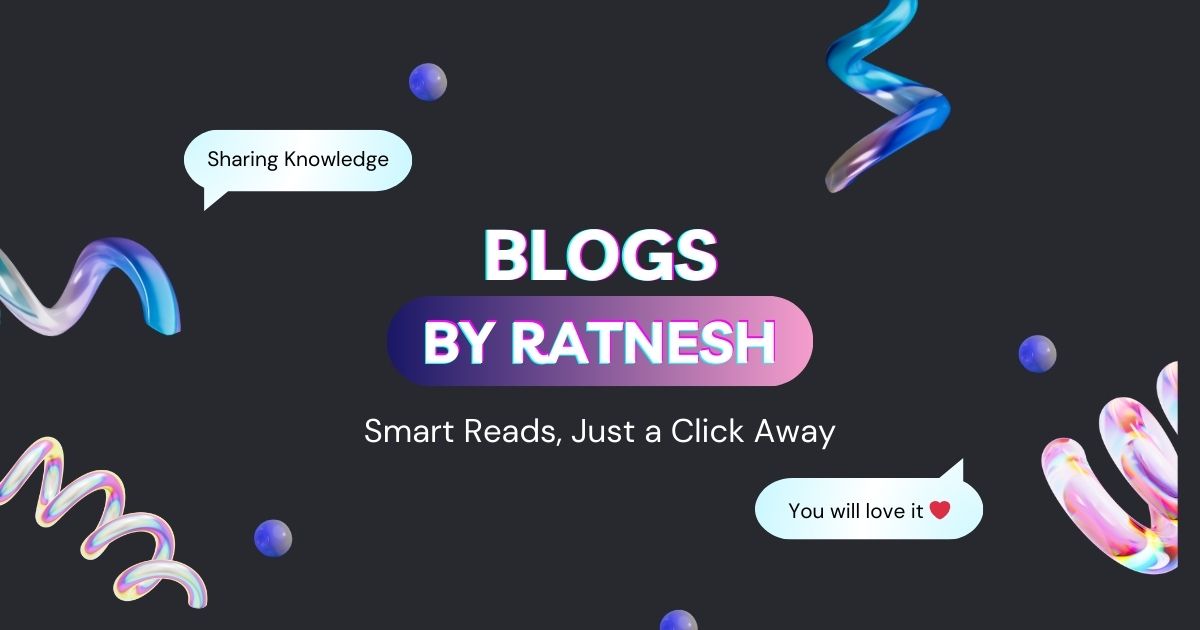 Sharing Knowledge
BLOGS
BY RATNESH
Smart Reads, Just a Click Away
You will love it ❤️